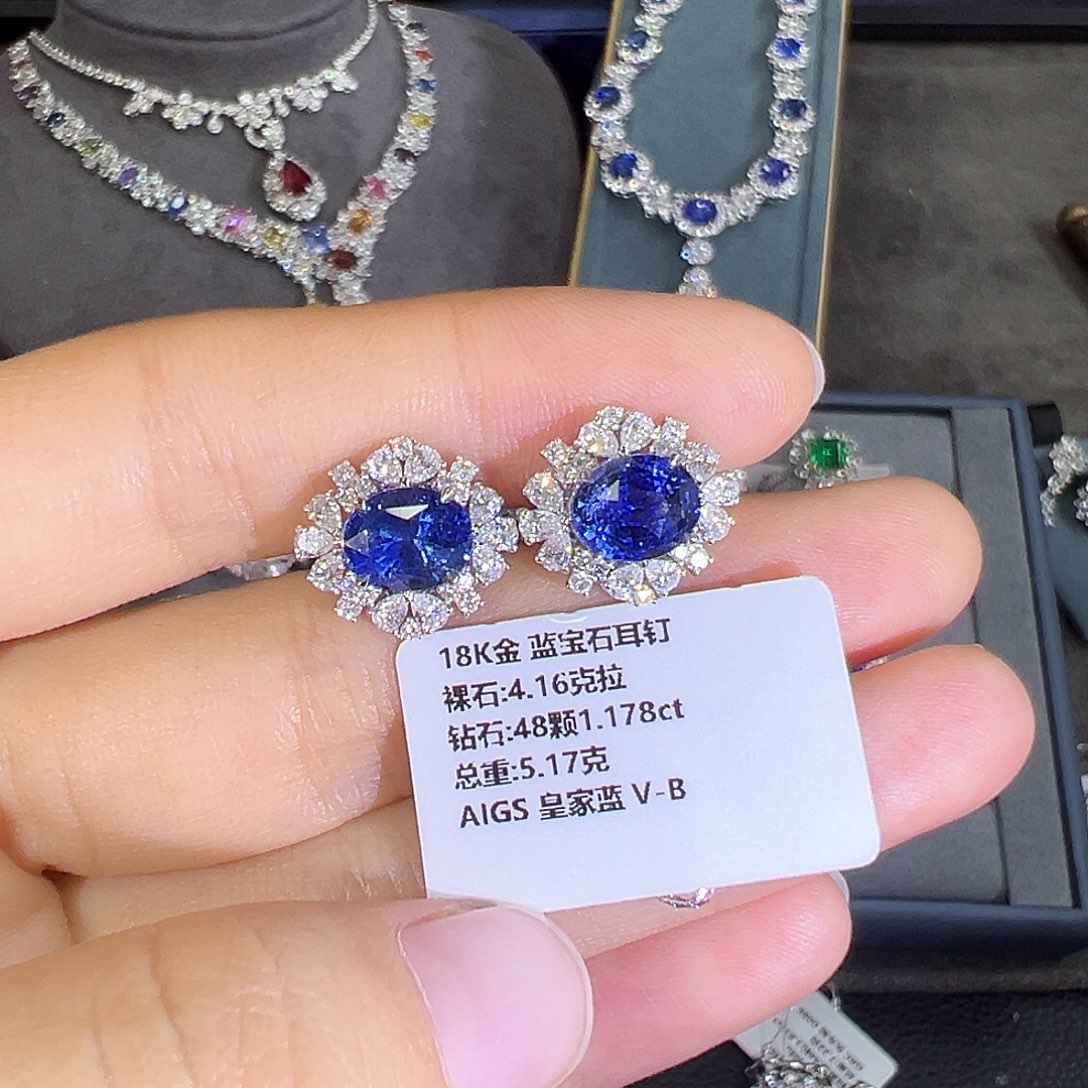 18K金 蓝宝石耳钉
裸石:4.16克拉
钻石:48颗1.178ct
总重:5.17克
AIGS 皇家蓝 V-B